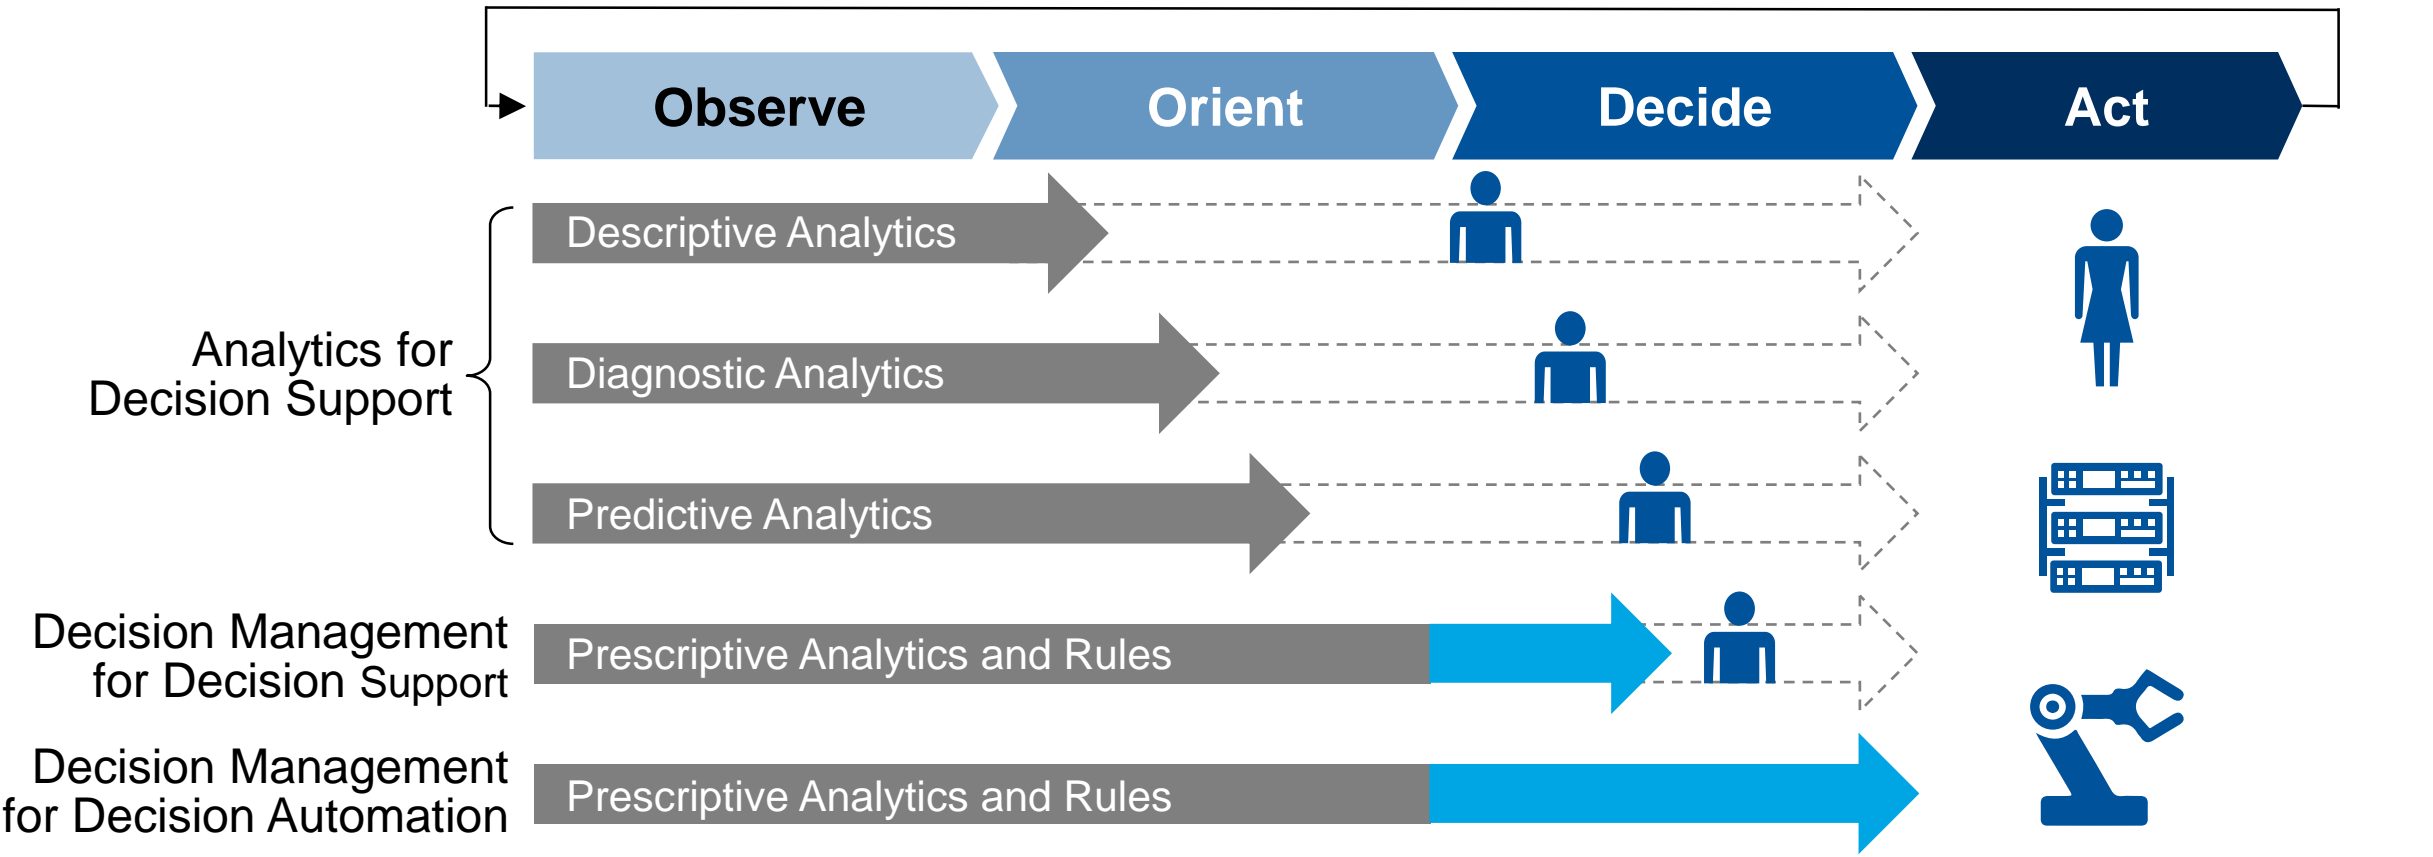 Observe
Orient
Decide
Act
Analytics for
Decision Support
Descriptive Analytics
Diagnostic Analytics
Predictive Analytics
Decision Management
for Decision Support
Prescriptive Analytics and Rules
Decision Management
for Decision Automation
Prescriptive Analytics and Rules